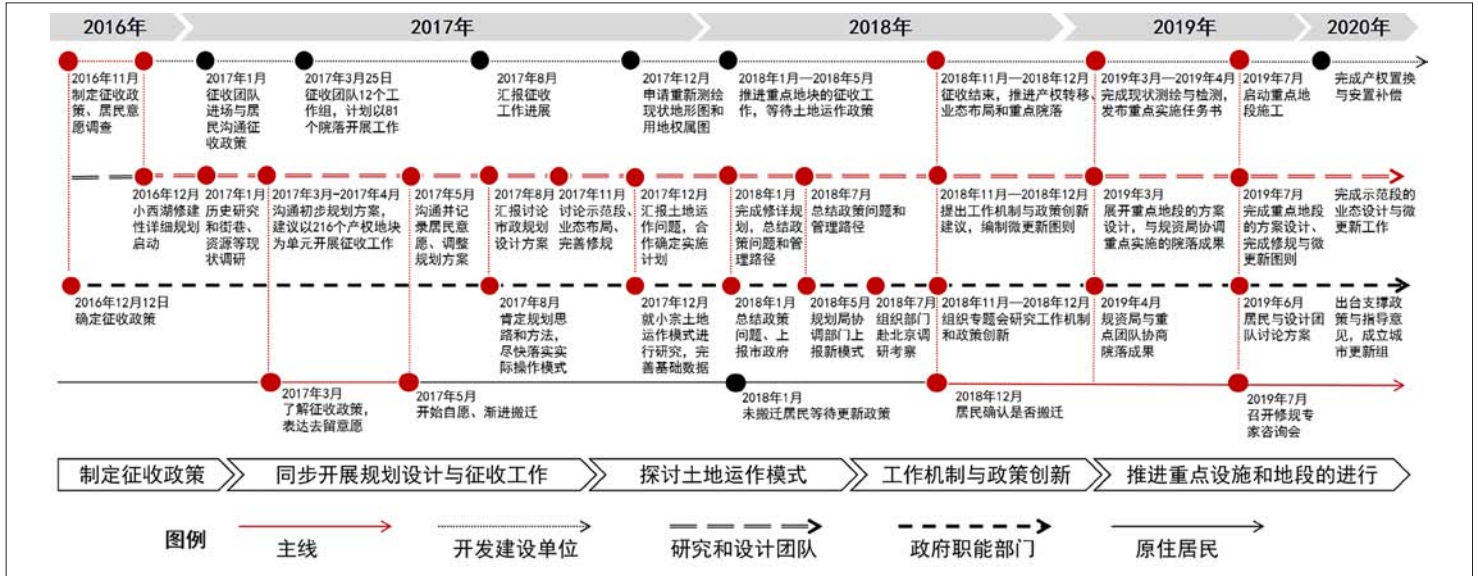 2016年
2017年
2018年
2019年
2020年
2016年11月
制定征收政
策、居民意
愿调查
2017年1月
征收团队
进场与居
民沟通征
收政策
2017年3月25日
征收团队12个工
作组，计划以81
个院落开展工作
2017年8月
汇报征收
工作进展
2017年12月
申请重新测绘
现状地形图和
用地权属图
2018年1月—2018年5月
推进重点地块的征收工
作，等待土地运作政策
2018年11月—2018年12月
征收结束，推进产权转移、
业态布局和重点院落
2019年3月—2019年4月
完成现状测绘与检测，
发布重点实施任务书
2019年7月
启动重点地
段施工
完成产权置换
与安置补偿
2016年12月
小西湖修建
性详细规划
启动
2017年1月
历史研究
和街巷、
资源等现
状调研
2017年3月-2017年4月
沟通初步规划方案，
建议以216个产权地块
为单元开展征收工作
2017年5月
沟通并记
录居民意
愿、调整
规划方案
2017年8月
汇报讨论
市政规划
设计方案
2017年11月
讨论示范段、
业态布局、
完善修规
2017年12月
汇报土地运
作问题，合
作确定实施
计划
2018年1月
完成修详规
划，总结政
策问题和管
理路径
2018年7月
总结政策问题和
管理路径
2018年11月—2018年12月
提出工作机制与政策创新
建议，编制微更新图则
2019年3月
展开重点地段的方案
设计，与规资局协调
重点实施的院落成果
2019年7月
完成重点地段
的方案设计、
完成修规与微
更新图则
完成示范段的
业态设计与微
更新工作
2016年12月12日
确定征收政策
2017年8月
肯定规划思
路和方法，
尽快落实实
际操作模式
2017年12月
就小宗土地
运作模式进
行研究，完
善基础数据
2018年1月
总结政策
问题、上
报市政府
2018年5月
规划局协
调部门上
报新模式
2018年7月
组织部门
赴北京调
研考察
2018年11月—2018年12月
组织专题会研究工作机制
和政策创新
2019年4月
规资局与重
点团队协商
院落成果
2019年6月
居民与设计团
队讨论方案
出台支撑政
策与指导意
见，成立城
市更新组
2017年3月
了解征收政策，
表达去留意愿
2017年5月
开始自愿、渐进搬迁
2018年1月
未搬迁居民等待更新政策
2018年12月
居民确认是否搬迁
2019年7月
召开修规专
家咨询会
制定征收政策
同步开展规划设计与征收工作
探讨土地运作模式
工作机制与政策创新
推进重点设施和地段的进行
图例
主线
开发建设单位
研究和设计团队
政府职能部门
原住居民